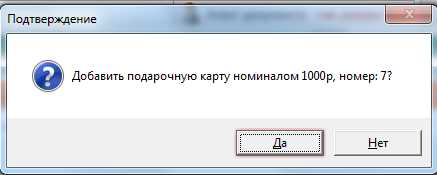 Подтверждение
Добавить подарочную карту номиналом 1000р, номер: 7?
Да
Нет